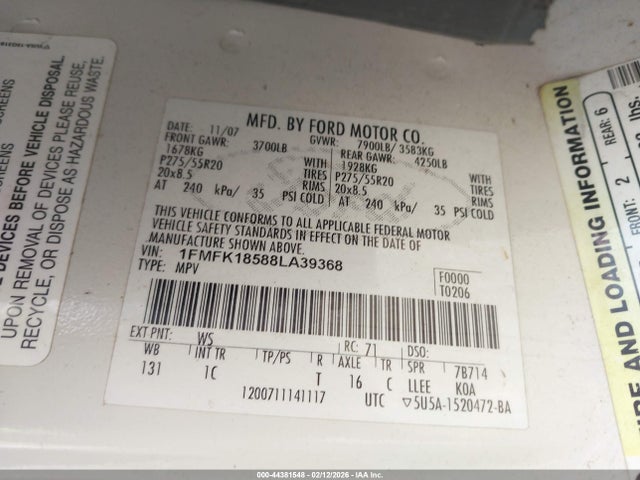 SCREENS
SCREENS
E DEVICES BEFORE VEHICLE DISPOSAL.
UPON REMOVAL OF DEVICES PLEASE REUSE,
RECYCLE, OR DISPOSE AS HAZARDOUS WASTE.
MFD. BY FORD MOTOR CO.
DATE: 11/07 GVWR: 7900LB/ 3583KG
FRONT GAWR: 3700LB REAR GAWR: 4250LB
1678KG WITH 1928KG WITH
P275/55R20 TIRES P275/55R20 TIRES
20x8.5 RIMS 20x8.5 RIMS
AT 240 kPa/ 35 PSI COLD AT 240 kPa/ 35 PSI COLD
THIS VEHICLE CONFORMS TO ALL APPLICABLE FEDERAL MOTOR
VEHICLE SAFETY STANDARDS IN EFFECT ON THE DATE OF
MANUFACTURE SHOWN ABOVE.
VIN: 1FMFK18588LA39368
TYPE: MPV
F0000
T0206
EXT PNT: WS RC: 71 DSO:
WB INT TR TP/PS R AXLE TR SPR 7B714
131 1C T 16 C LLEE KOA
1200711141117 UTC ▽5U5A-1520472-BA
TIRE AND LOADING INFORMATION
FRONT: 2 REAR: 6
lbs.
000-44381548 - 02/12/2026 - IAAI, Inc.